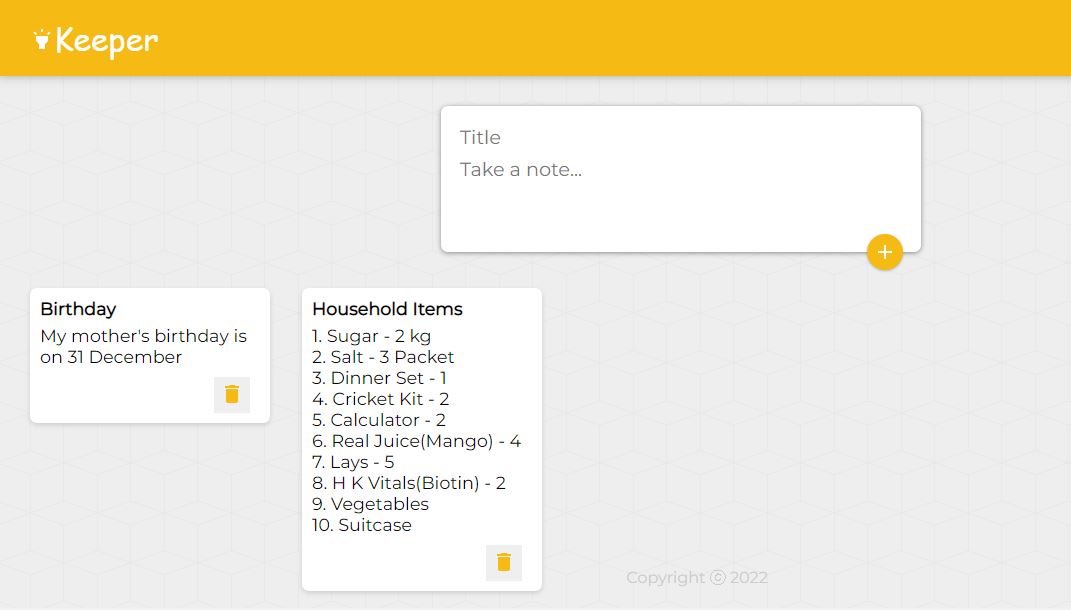 Keeper
Title
Take a note...
Birthday
My mother's birthday is
on 31 December
Household Items
1. Sugar - 2 kg
2. Salt - 3 Packet
3. Dinner Set - 1
4. Cricket Kit - 2
5. Calculator - 2
6. Real Juice(Mango) - 4
7. Lays - 5
8. H K Vitals(Biotin) - 2
9. Vegetables
10. Suitcase
Copyright ⓒ 2022